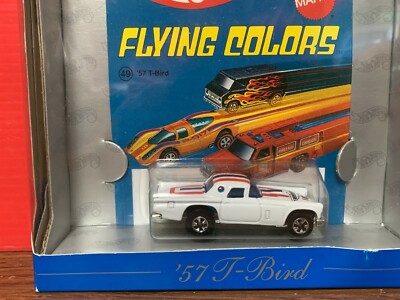 FLYING COLORS
49 '57 T-Bird
'57 T-Bird